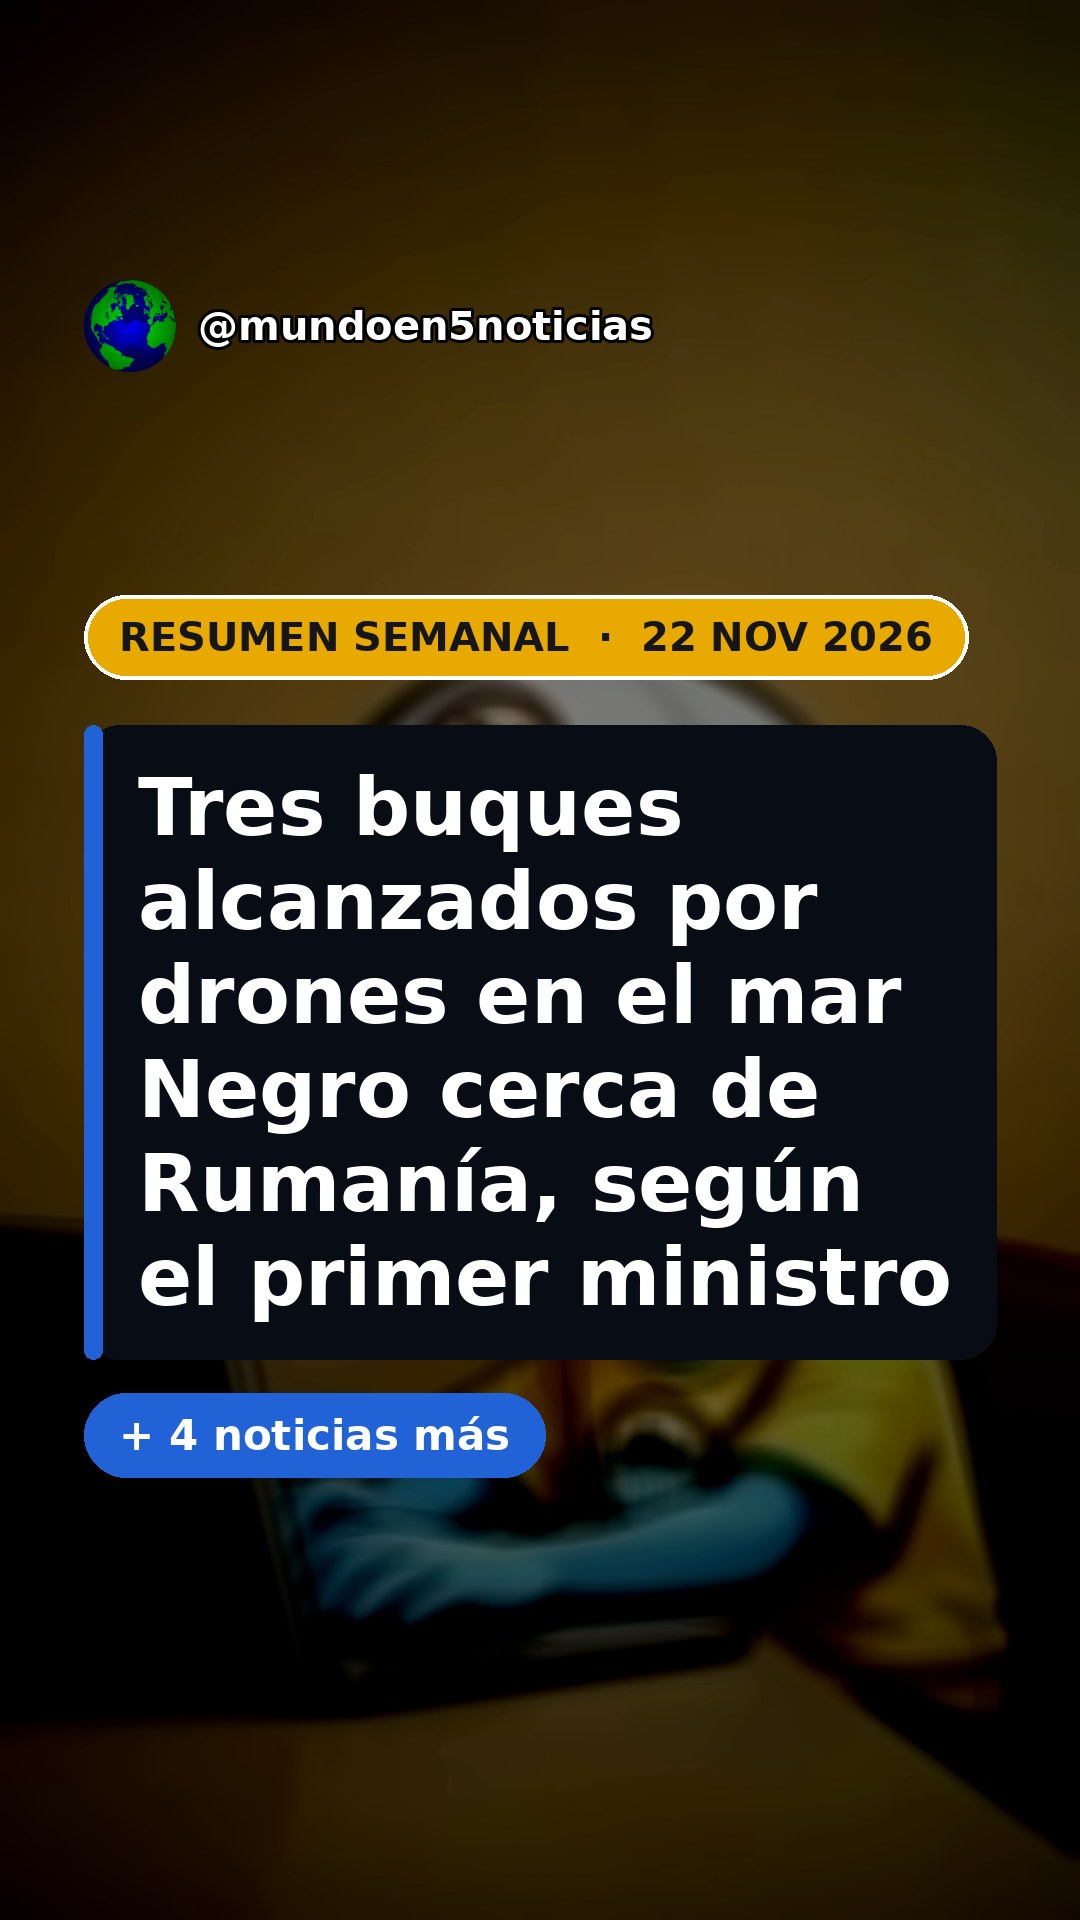 @mundoen5noticias
RESUMEN SEMANAL · 22 NOV 2026
Tres buques
alcanzados por
drones en el mar
Negro cerca de
Rumanía, según
el primer ministro
+ 4 noticias más